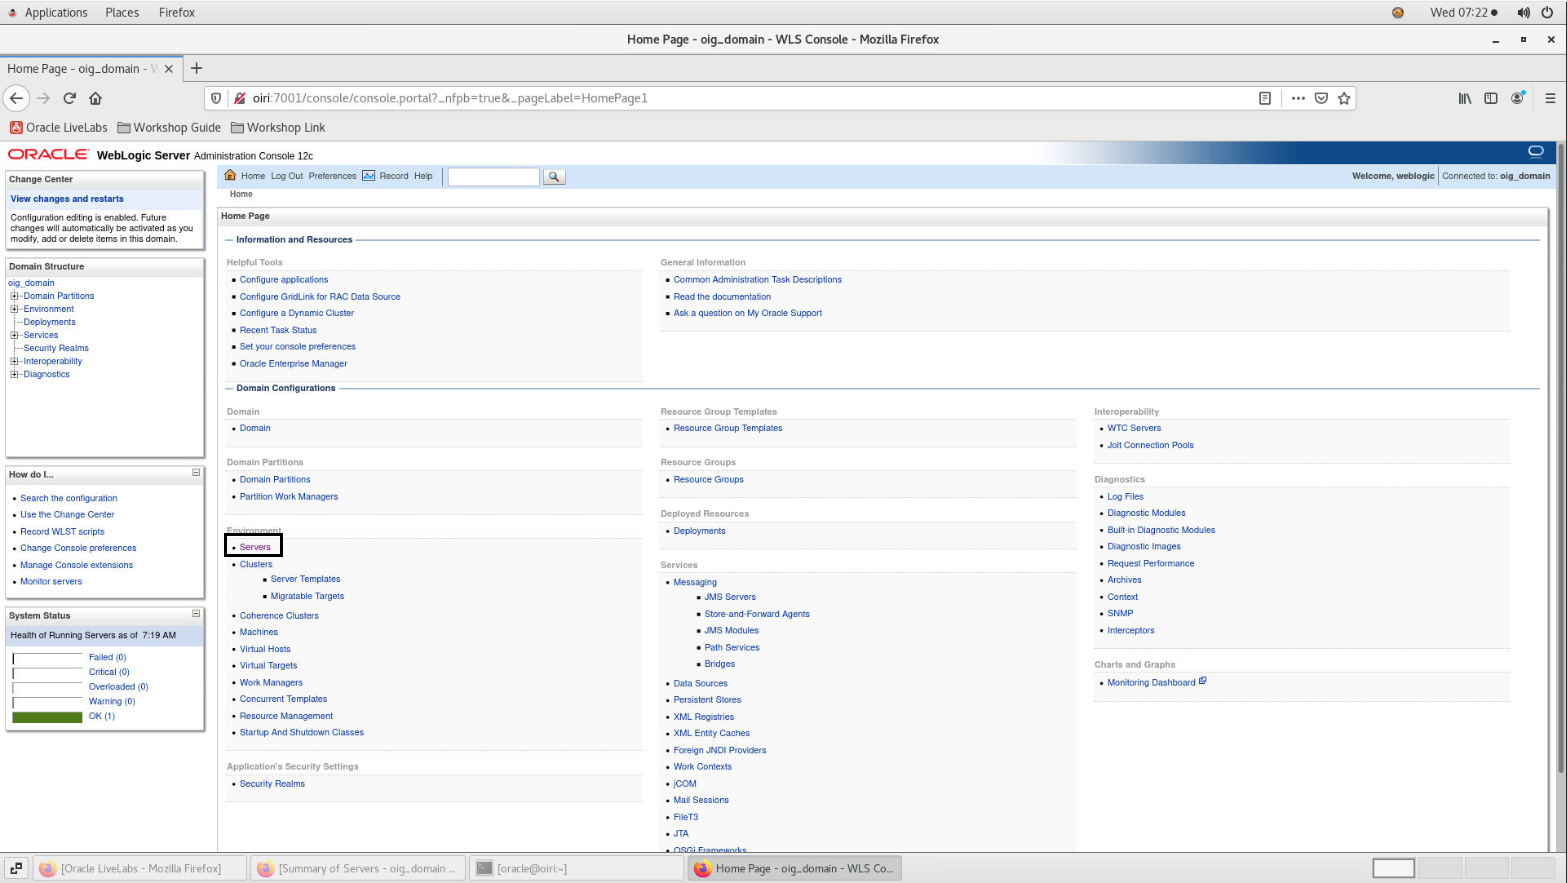 Applications Places Firefox Wed 07:22
Home Page - oig_domain - WLS Console - Mozilla Firefox
Home Page - oig_domain - W
oiri:7001/console/console.portal?_nfpb=true&_pageLabel=HomePage1
Oracle LiveLabs Workshop Guide Workshop Link
ORACLE WebLogic Server Administration Console 12c
Change Center
View changes and restarts
Configuration editing is enabled. Future
changes will automatically be activated as you
modify, add or delete items in this domain.
Domain Structure
oig_domain
Domain Partitions
Environment
Deployments
Services
Security Realms
Interoperability
Diagnostics
How do I...
Search the configuration
Use the Change Center
Record WLST scripts
Change Console preferences
Manage Console extensions
Monitor servers
System Status
Health of Running Servers as of 7:19 AM
Failed (0)
Critical (0)
Overloaded (0)
Warning (0)
OK (1)
Home Log Out Preferences Record Help
Welcome, weblogic Connected to: oig_domain
Home
Home Page
Information and Resources
Helpful Tools
Configure applications
Configure GridLink for RAC Data Source
Configure a Dynamic Cluster
Recent Task Status
Set your console preferences
Oracle Enterprise Manager
General Information
Common Administration Task Descriptions
Read the documentation
Ask a question on My Oracle Support
Domain Configurations
Domain
Domain
Domain Partitions
Domain Partitions
Partition Work Managers
Environment
Servers
Clusters
Server Templates
Migratable Targets
Coherence Clusters
Machines
Virtual Hosts
Virtual Targets
Work Managers
Concurrent Templates
Resource Management
Startup And Shutdown Classes
Application's Security Settings
Security Realms
Resource Group Templates
Resource Group Templates
Resource Groups
Resource Groups
Deployed Resources
Deployments
Services
Messaging
JMS Servers
Store-and-Forward Agents
JMS Modules
Path Services
Bridges
Data Sources
Persistent Stores
XML Registries
XML Entity Caches
Foreign JNDI Providers
Work Contexts
jCOM
Mail Sessions
FileT3
JTA
OSGi Frameworks
Interoperability
WTC Servers
Jolt Connection Pools
Diagnostics
Log Files
Diagnostic Modules
Built-in Diagnostic Modules
Diagnostic Images
Request Performance
Archives
Context
SNMP
Interceptors
Charts and Graphs
Monitoring Dashboard
[Oracle LiveLabs - Mozilla Firefox] [Summary of Servers - oig_domain ... [oracle@oiri:~] Home Page - oig_domain - WLS Co...